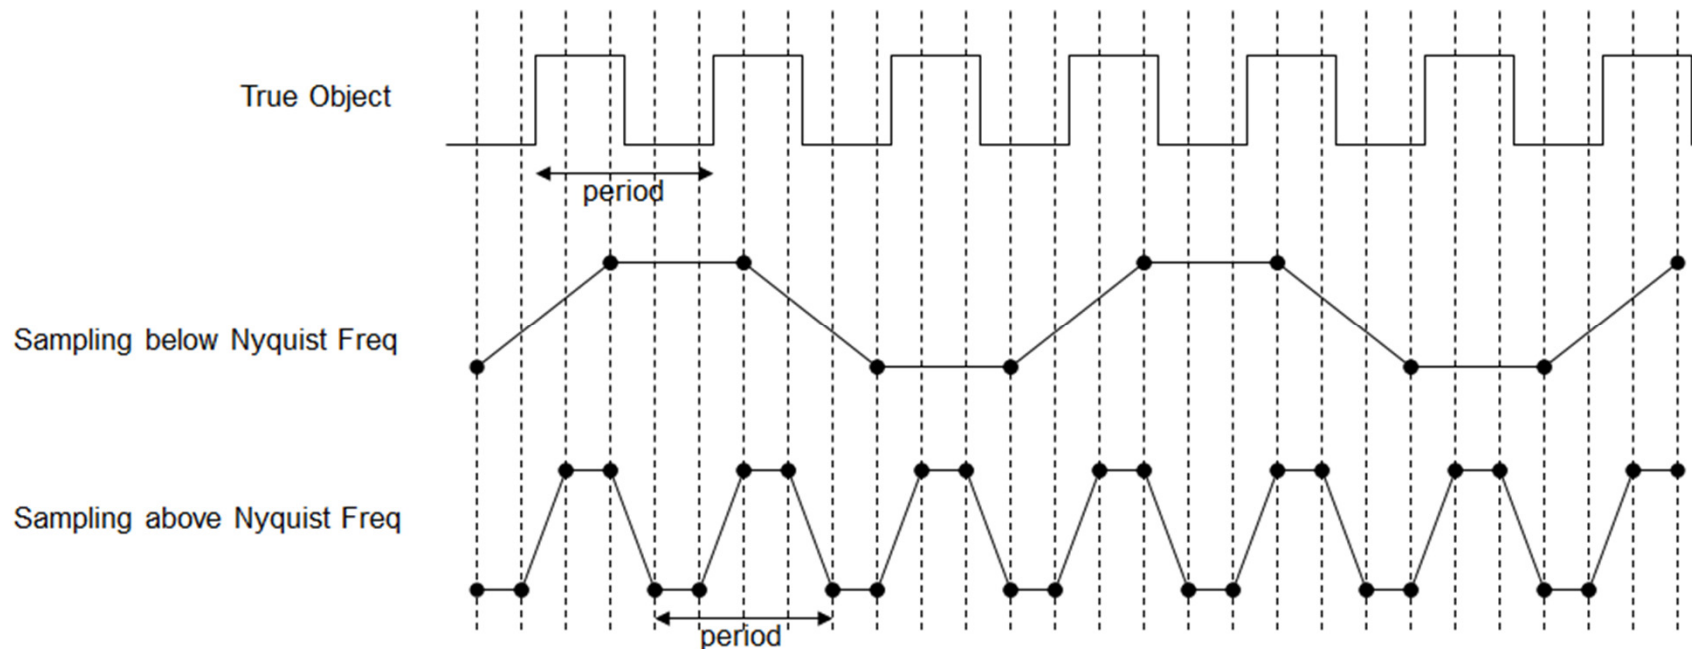 True Object
period
Sampling below Nyquist Freq
Sampling above Nyquist Freq
period